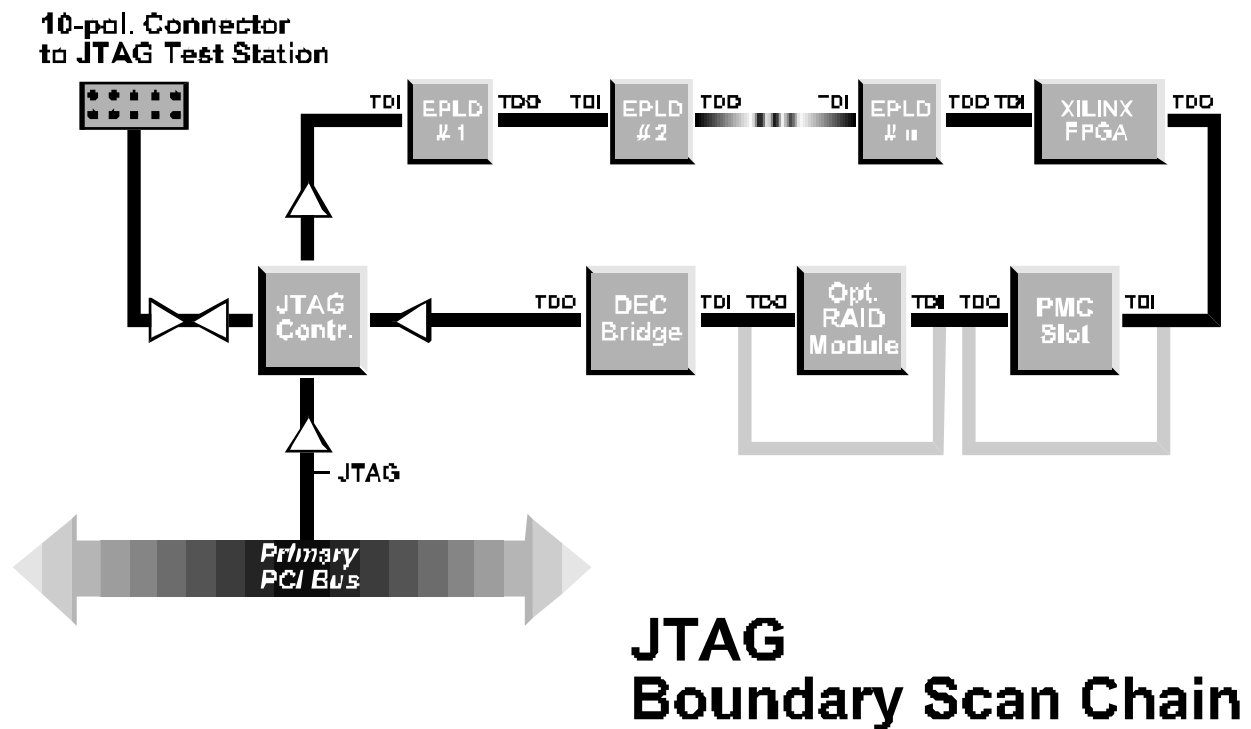 10-pol. Connector
to JTAG Test Station
TDI
EPLD
#1
TDO
TDI
EPLD
#2
TDO
TDI
EPLD
#n
TDO
TDI
XILINX
FPGA
TDO
JTAG
Contr.
TDO
DEC
Bridge
TDI
TDO
Opt.
RAID
Module
TDI
TDO
PMC
Slot
TDI
JTAG
Primary
PCI Bus
JTAG
Boundary Scan Chain